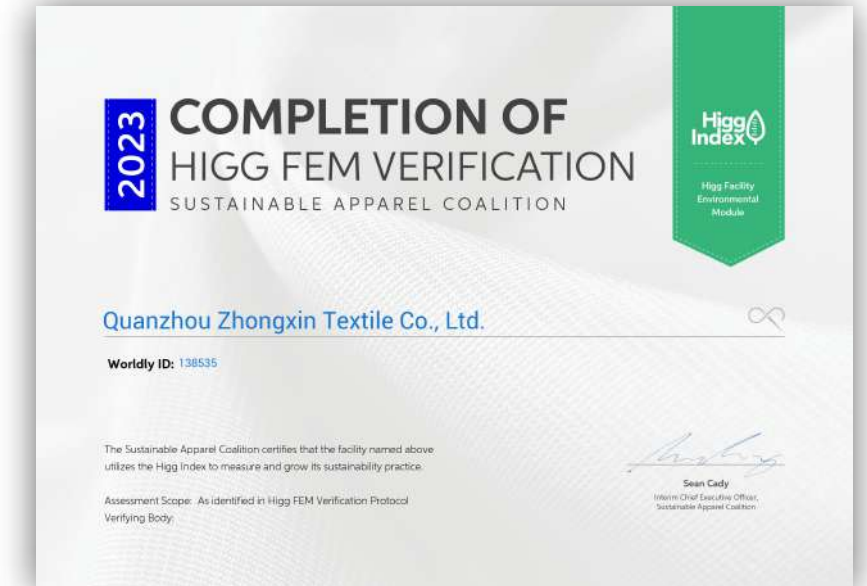 2023
COMPLETION OF
HIGG FEM VERIFICATION
SUSTAINABLE APPAREL COALITION
Higg
Index
Higg Facility
Environmental
Module
Quanzhou Zhongxin Textile Co., Ltd.
Worldly ID: 138535
The Sustainable Apparel Coalition certifies that the facility named above
utilizes the Higg Index to measure and grow its sustainability practice.
Assessment Scope: As identified in Higg FEM Verification Protocol
Verifying Body:
Sean Cady
Interim Chief Executive Officer,
Sustainable Apparel Coalition